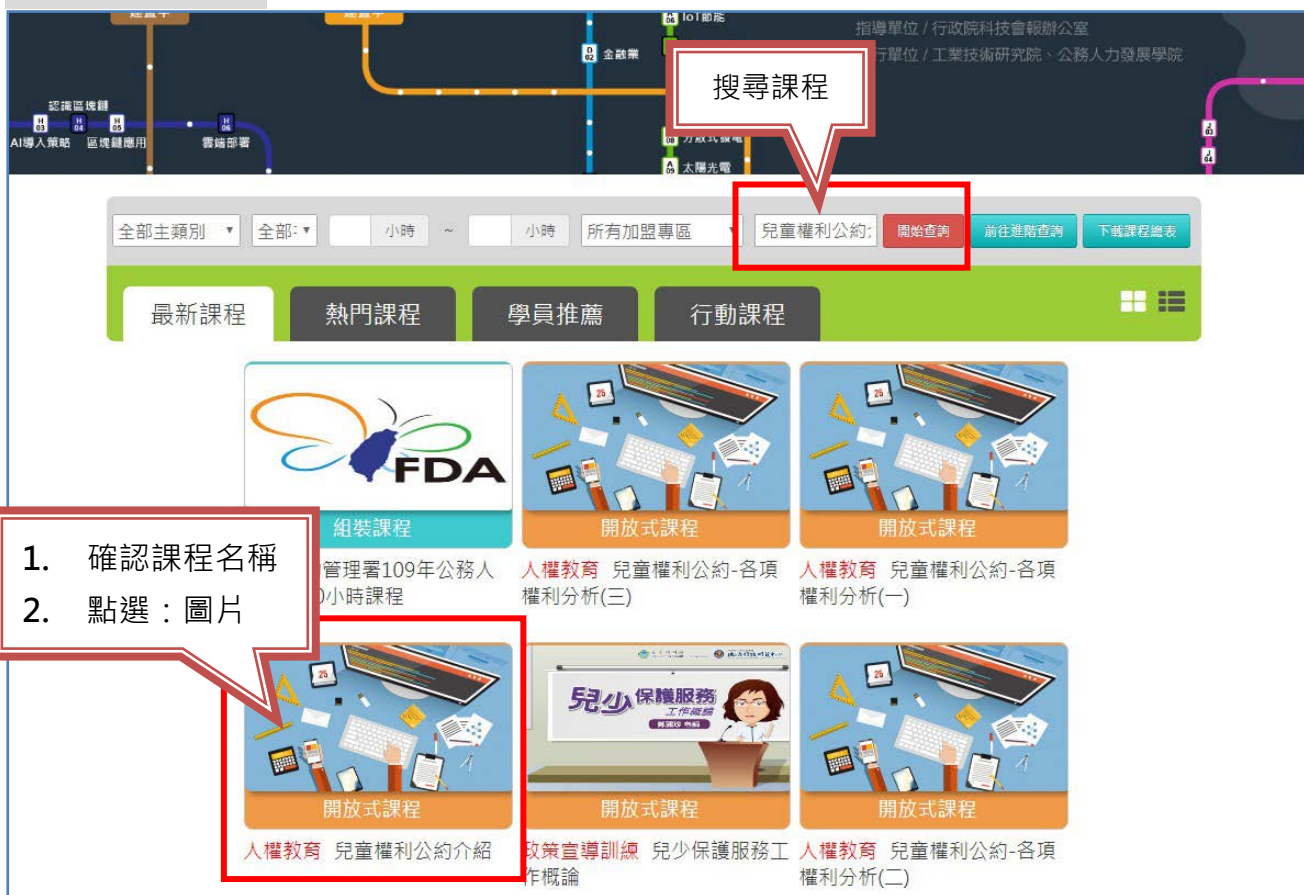 IoT節能
指導單位 / 行政院科技會報辦公室
D 02 金融業
行單位 / 工業技術研究院、公務人力發展學院
搜尋課程
認識區塊鏈
H 03 H 04 H 05 H 06
AI導入策略 區塊鏈應用 雲端部署
J 03
J 04
A 09 太陽光電
全部主類別 全部 小時 ~ 小時 所有加盟專區 兒童權利公約 開始查詢 前往進階查詢 下載課程總表
最新課程 熱門課程 學員推薦 行動課程
FDA
組裝課程 開放式課程 開放式課程
1. 確認課程名稱
2. 點選：圖片
管理署109年公務人 人權教育 兒童權利公約-各項 人權教育 兒童權利公約-各項
小時課程 權利分析(三) 權利分析(一)
兒少保護服務
工作概論
開放式課程 開放式課程 開放式課程
人權教育 兒童權利公約介紹 政策宣導訓練 兒少保護服務工 人權教育 兒童權利公約-各項
作概論 權利分析(二)